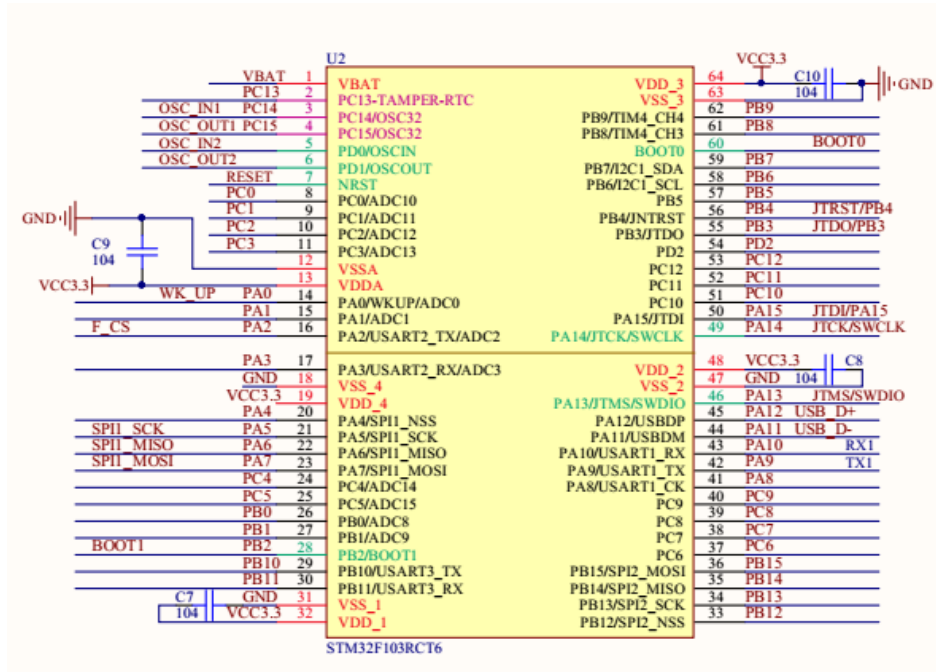 U2
VBAT 1 VBAT VDD_3 64 VCC3.3 C10 104 GND
PC13 2 PC13-TAMPER-RTC VSS_3 63
OSC_IN1 PC14 3 PC14/OSC32 PB9/TIM4_CH4 62 PB9
OSC_OUT1 PC15 4 PC15/OSC32 PB8/TIM4_CH3 61 PB8
OSC_IN2 5 PD0/OSCIN BOOT0 60 BOOT0
OSC_OUT2 6 PD1/OSCOUT PB7/I2C1_SDA 59 PB7
RESET 7 NRST PB6/I2C1_SCL 58 PB6
PC0 8 PC0/ADC10 PB5 57 PB5
GND PC1 9 PC1/ADC11 PB4/JNTRST 56 PB4 JTRST/PB4
PC2 10 PC2/ADC12 PB3/JTDO 55 PB3 JTDO/PB3
C9 104 PC3 11 PC3/ADC13 PD2 54 PD2
12 VSSA PC12 53 PC12
VCC3.3 13 VDDA PC11 52 PC11
WK_UP PA0 14 PA0/WKUP/ADC0 PC10 51 PC10
PA1 15 PA1/ADC1 PA15/JTDI 50 PA15 JTDI/PA15
F_CS PA2 16 PA2/USART2_TX/ADC2 PA14/JTCK/SWCLK 49 PA14 JTCK/SWCLK
PA3 17 PA3/USART2_RX/ADC3 VDD_2 48 VCC3.3 C8
GND 18 VSS_4 VSS_2 47 GND 104
VCC3.3 19 VDD_4 PA13/JTMS/SWDIO 46 PA13 JTMS/SWDIO
PA4 20 PA4/SPI1_NSS PA12/USBDP 45 PA12 USB_D+
SPI1_SCK PA5 21 PA5/SPI1_SCK PA11/USBDM 44 PA11 USB_D-
SPI1_MISO PA6 22 PA6/SPI1_MISO PA10/USART1_RX 43 PA10 RX1
SPI1_MOSI PA7 23 PA7/SPI1_MOSI PA9/USART1_TX 42 PA9 TX1
PC4 24 PC4/ADC14 PA8/USART1_CK 41 PA8
PC5 25 PC5/ADC15 PC9 40 PC9
PB0 26 PB0/ADC8 PC8 39 PC8
PB1 27 PB1/ADC9 PC7 38 PC7
BOOT1 PB2 28 PB2/BOOT1 PC6 37 PC6
PB10 29 PB10/USART3_TX PB15/SPI2_MOSI 36 PB15
PB11 30 PB11/USART3_RX PB14/SPI2_MISO 35 PB14
C7 GND 31 VSS_1 PB13/SPI2_SCK 34 PB13
104 VCC3.3 32 VDD_1 PB12/SPI2_NSS 33 PB12
STM32F103RCT6